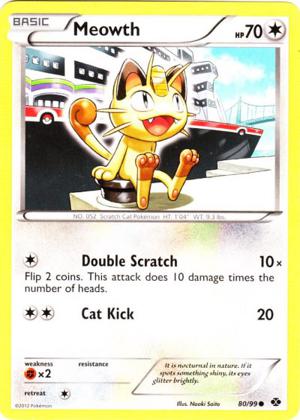 BASIC
Meowth HP 70
NO. 052 Scratch Cat Pokémon HT. 1'04" WT. 9.3 lbs.
Double Scratch 10×
Flip 2 coins. This attack does 10 damage times the
number of heads.
Cat Kick 20
weakness resistance
×2
retreat
It is nocturnal in nature. If it
spots something shiny, its eyes
glitter brightly.
©2012 Pokémon Illus. Naoki Saito 80/99